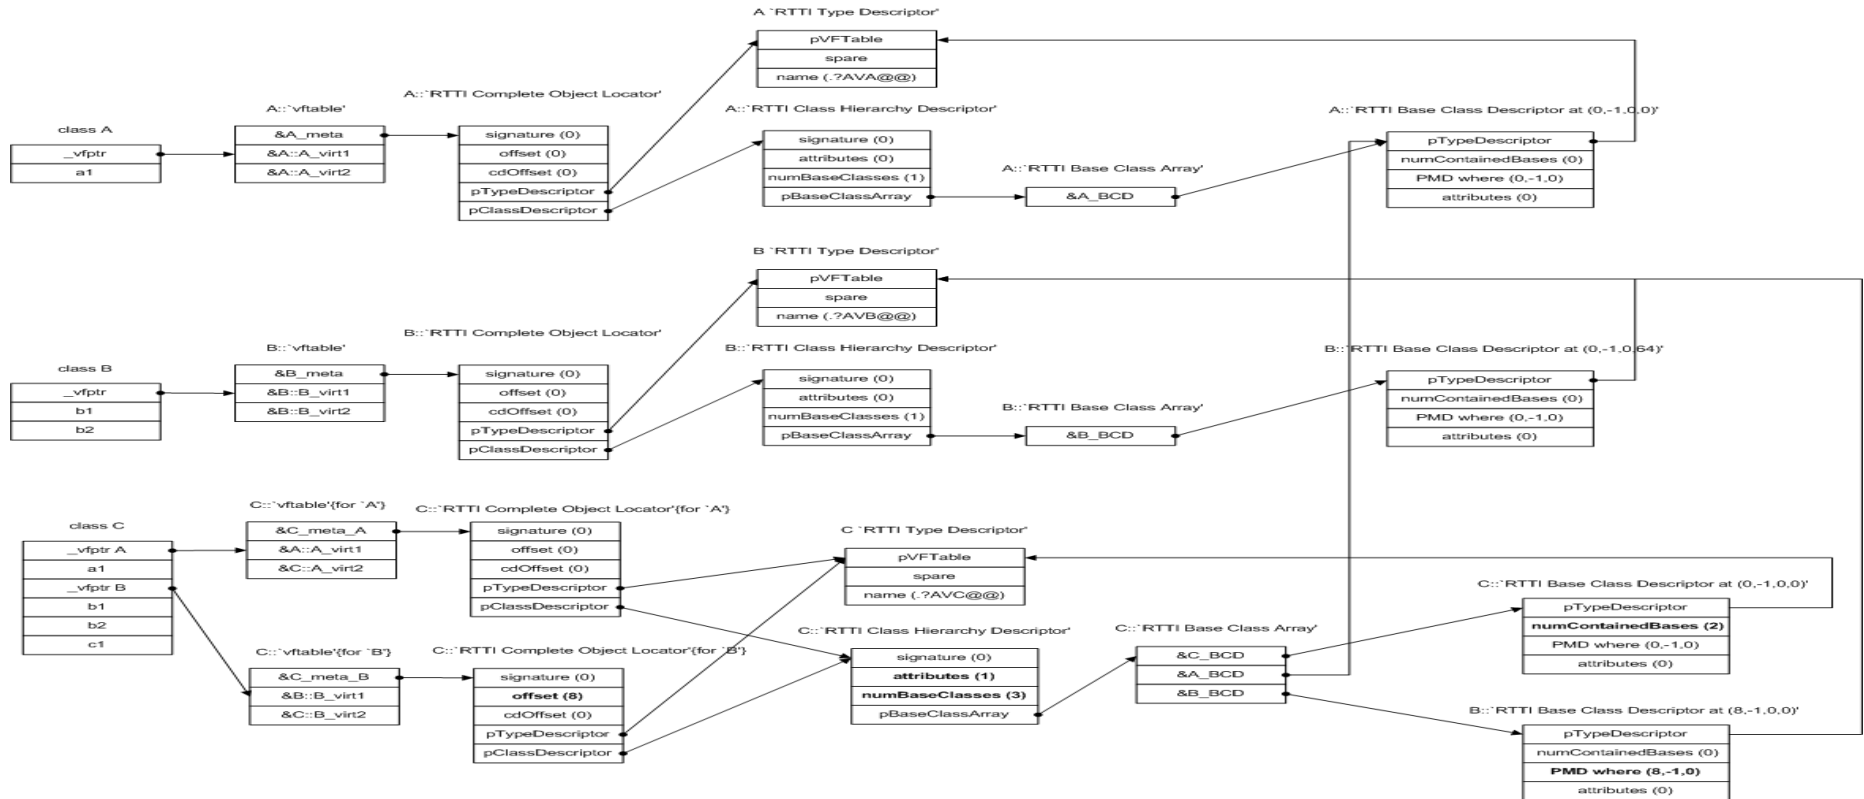 A `RTTI Type Descriptor'
pVFTable
spare
name (.?AVA@@)
A::`RTTI Complete Object Locator'
A::`vftable'
A::`RTTI Class Hierarchy Descriptor'
A::`RTTI Base Class Descriptor at (0,-1,0,0)'
class A
_vfptr
a1
&A_meta
&A::A_virt1
&A::A_virt2
signature (0)
offset (0)
cdOffset (0)
pTypeDescriptor
pClassDescriptor
signature (0)
attributes (0)
numBaseClasses (1)
pBaseClassArray
A::`RTTI Base Class Array'
&A_BCD
pTypeDescriptor
numContainedBases (0)
PMD where (0,-1,0)
attributes (0)
B `RTTI Type Descriptor'
pVFTable
spare
name (.?AVB@@)
B::`RTTI Complete Object Locator'
B::`vftable'
B::`RTTI Class Hierarchy Descriptor'
B::`RTTI Base Class Descriptor at (0,-1,0,64)'
class B
_vfptr
b1
b2
&B_meta
&B::B_virt1
&B::B_virt2
signature (0)
offset (0)
cdOffset (0)
pTypeDescriptor
pClassDescriptor
signature (0)
attributes (0)
numBaseClasses (1)
pBaseClassArray
B::`RTTI Base Class Array'
&B_BCD
pTypeDescriptor
numContainedBases (0)
PMD where (0,-1,0)
attributes (0)
class C
_vfptr A
a1
_vfptr B
b1
b2
c1
C::`vftable'{for `A'}
&C_meta_A
&A::A_virt1
&C::A_virt2
C::`RTTI Complete Object Locator'{for `A'}
signature (0)
offset (0)
cdOffset (0)
pTypeDescriptor
pClassDescriptor
C `RTTI Type Descriptor'
pVFTable
spare
name (.?AVC@@)
C::`vftable'{for `B'}
&C_meta_B
&B::B_virt1
&C::B_virt2
C::`RTTI Complete Object Locator'{for `B'}
signature (0)
offset (8)
cdOffset (0)
pTypeDescriptor
pClassDescriptor
C::`RTTI Class Hierarchy Descriptor'
signature (0)
attributes (1)
numBaseClasses (3)
pBaseClassArray
C::`RTTI Base Class Array'
&C_BCD
&A_BCD
&B_BCD
C::`RTTI Base Class Descriptor at (0,-1,0,0)'
pTypeDescriptor
numContainedBases (2)
PMD where (0,-1,0)
attributes (0)
B::`RTTI Base Class Descriptor at (8,-1,0,0)'
pTypeDescriptor
numContainedBases (0)
PMD where (8,-1,0)
attributes (0)